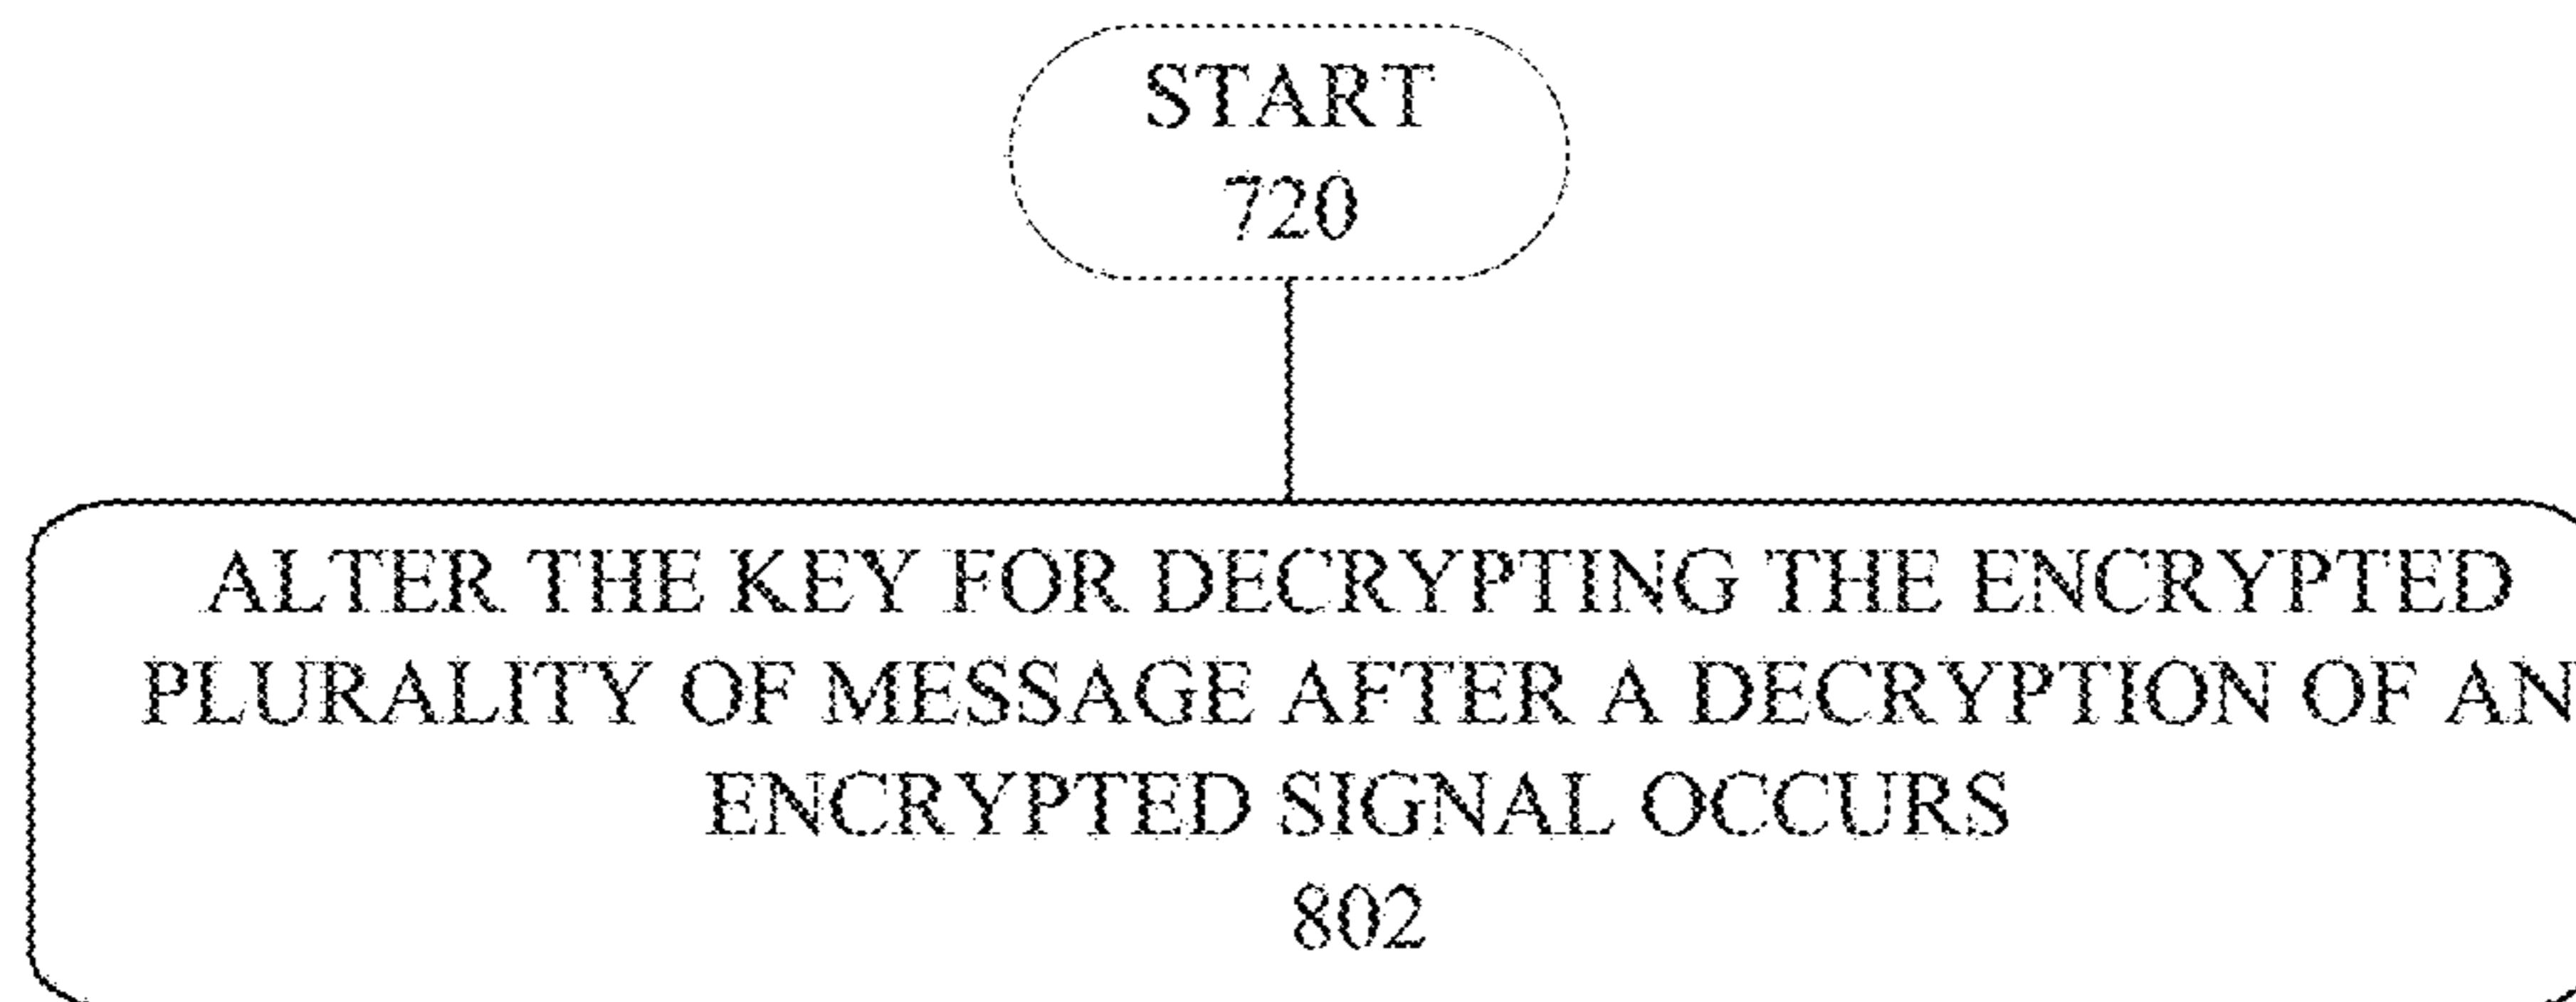 START
720
ALTER THE KEY FOR DECRYPTING THE ENCRYPTED
PLURALITY OF MESSAGE AFTER A DECRYPTION OF AN
ENCRYPTED SIGNAL OCCURS
802